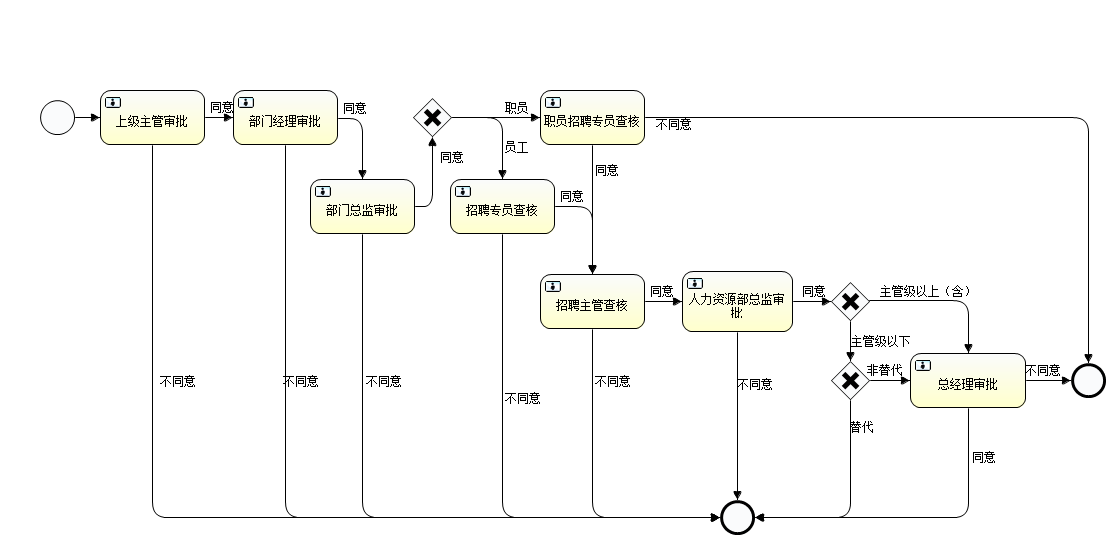 同意
同意
职员
上级主管审批
部门经理审批
职员招聘专员查核
不同意
员工
同意
同意
同意
部门总监审批
招聘专员查核
同意
同意
同意
主管级以上（含）
招聘主管查核
人力资源部总监审
批
主管级以下
非替代
不同意
总经理审批
不同意
不同意
不同意
不同意
不同意
不同意
替代
同意